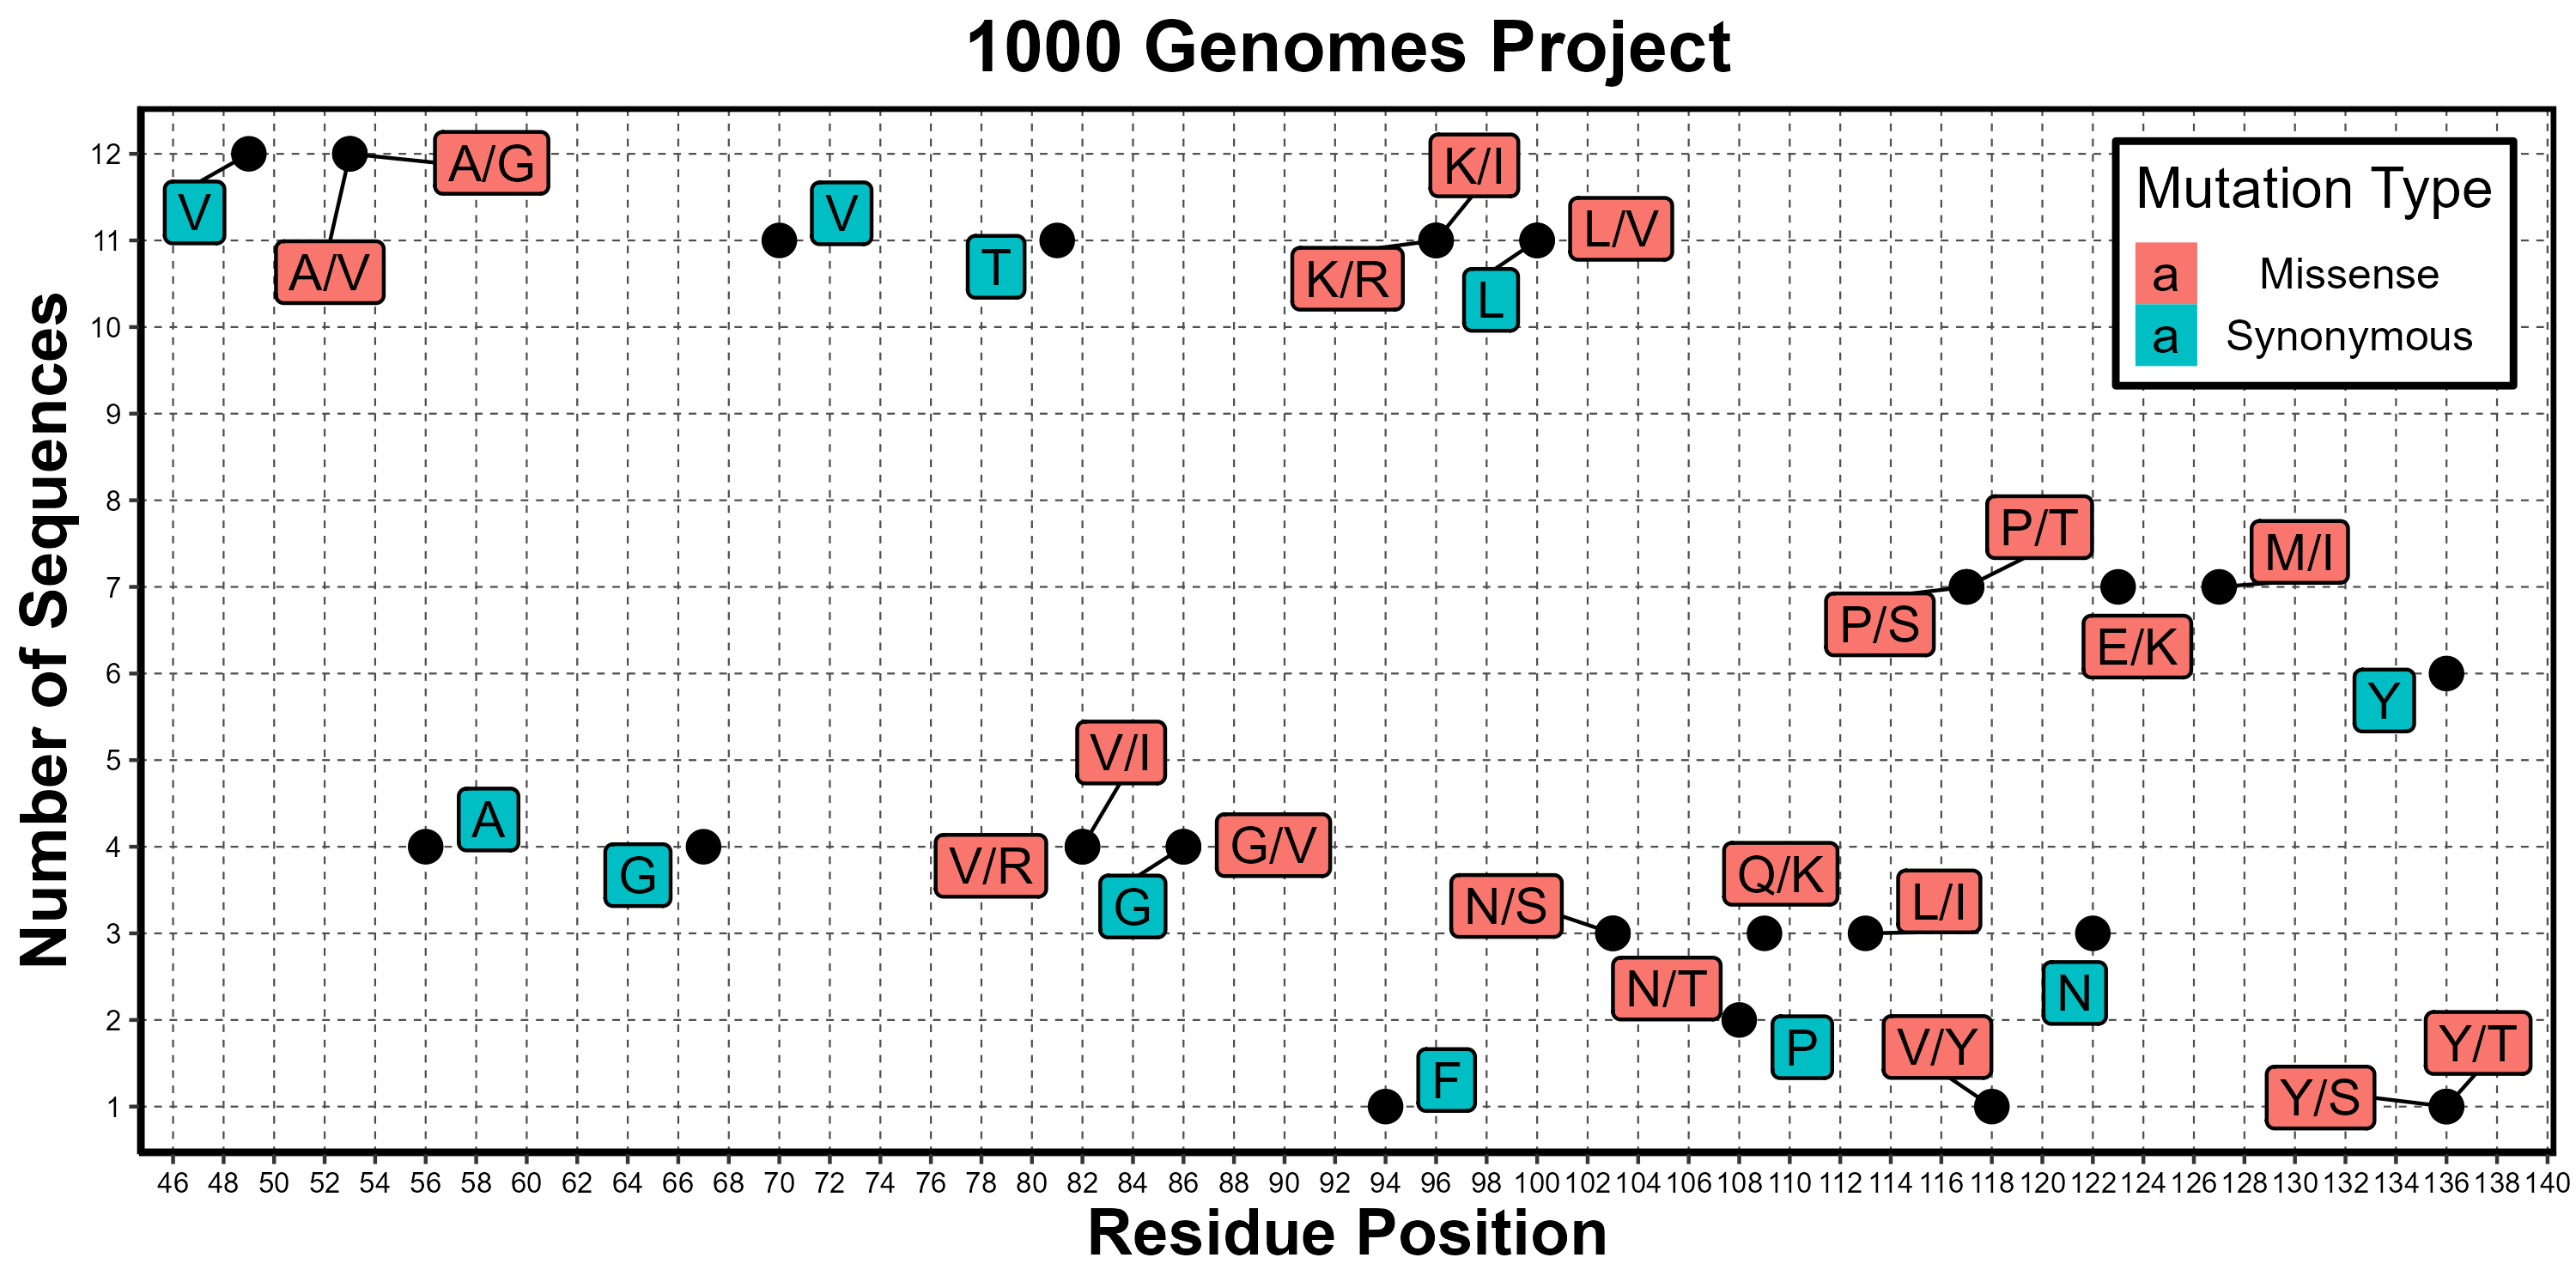 1000 Genomes Project
Number of Sequences
12
11
10
9
8
7
6
5
4
3
2
1
V
A/G
A/V
V
T
K/I
K/R
L
L/V
Mutation Type
a Missense
a Synonymous
P/T
M/I
P/S
E/K
Y
V/I
A
G
V/R
G/V
G
Q/K
L/I
N/S
N/T
N
P
V/Y
F
Y/T
Y/S
46 48 50 52 54 56 58 60 62 64 66 68 70 72 74 76 78 80 82 84 86 88 90 92 94 96 98 100 102 104 106 108 110 112 114 116 118 120 122 124 126 128 130 132 134 136 138 140
Residue Position